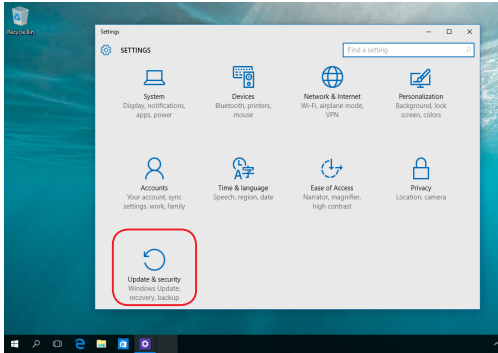 Recycle Bin
Settings
SETTINGS
Find a setting
System
Display, notifications,
apps, power
Devices
Bluetooth, printers,
mouse
Network & Internet
Wi-Fi, airplane mode,
VPN
Personalization
Background, lock
screen, colors
Accounts
Your account, sync
settings, work, family
Time & language
Speech, region, date
Ease of Access
Narrator, magnifier,
high contrast
Privacy
Location, camera
Update & security
Windows Update,
recovery, backup